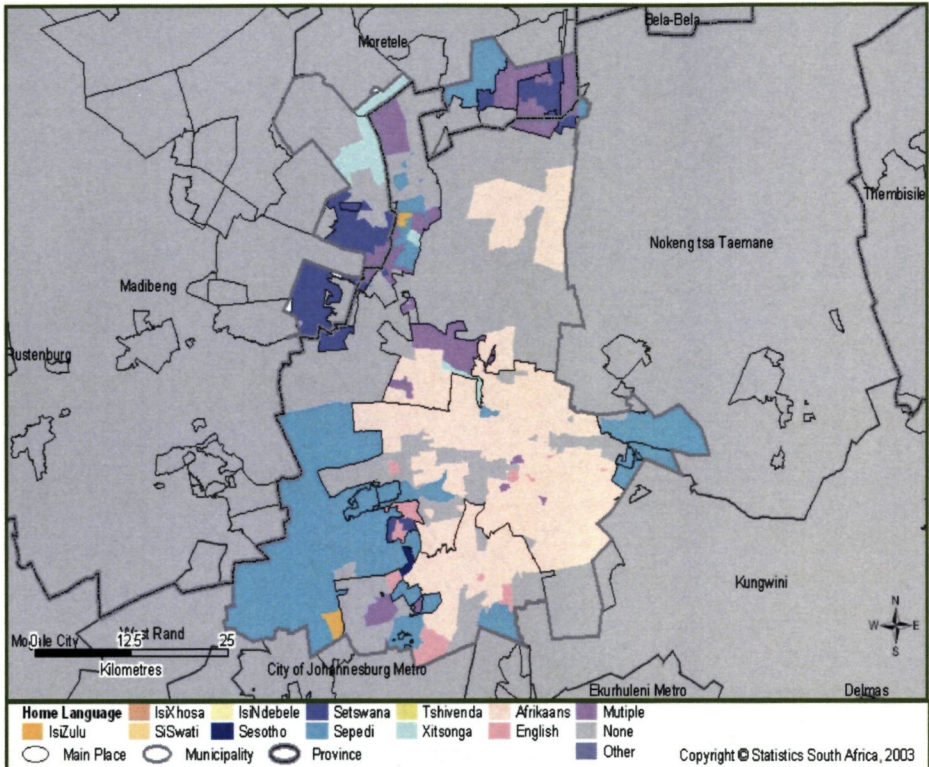 Bela-Bela
Moretele
Thembisile
Nokeng tsa Taemane
Madibeng
Rustenburg
Kungwini
N
W E
S
West Rand
0 12.5 25
Kilometres
City of Johannesburg Metro
Ekurhuleni Metro
Delmas
Home Language IsiXhosa IsiNdebele Setswana Tshivenda Afrikaans Mutiple
IsiZulu SiSwati Sesotho Sepedi Xitsonga English None
Main Place Municipality Province Other
Copyright © Statistics South Africa, 2003